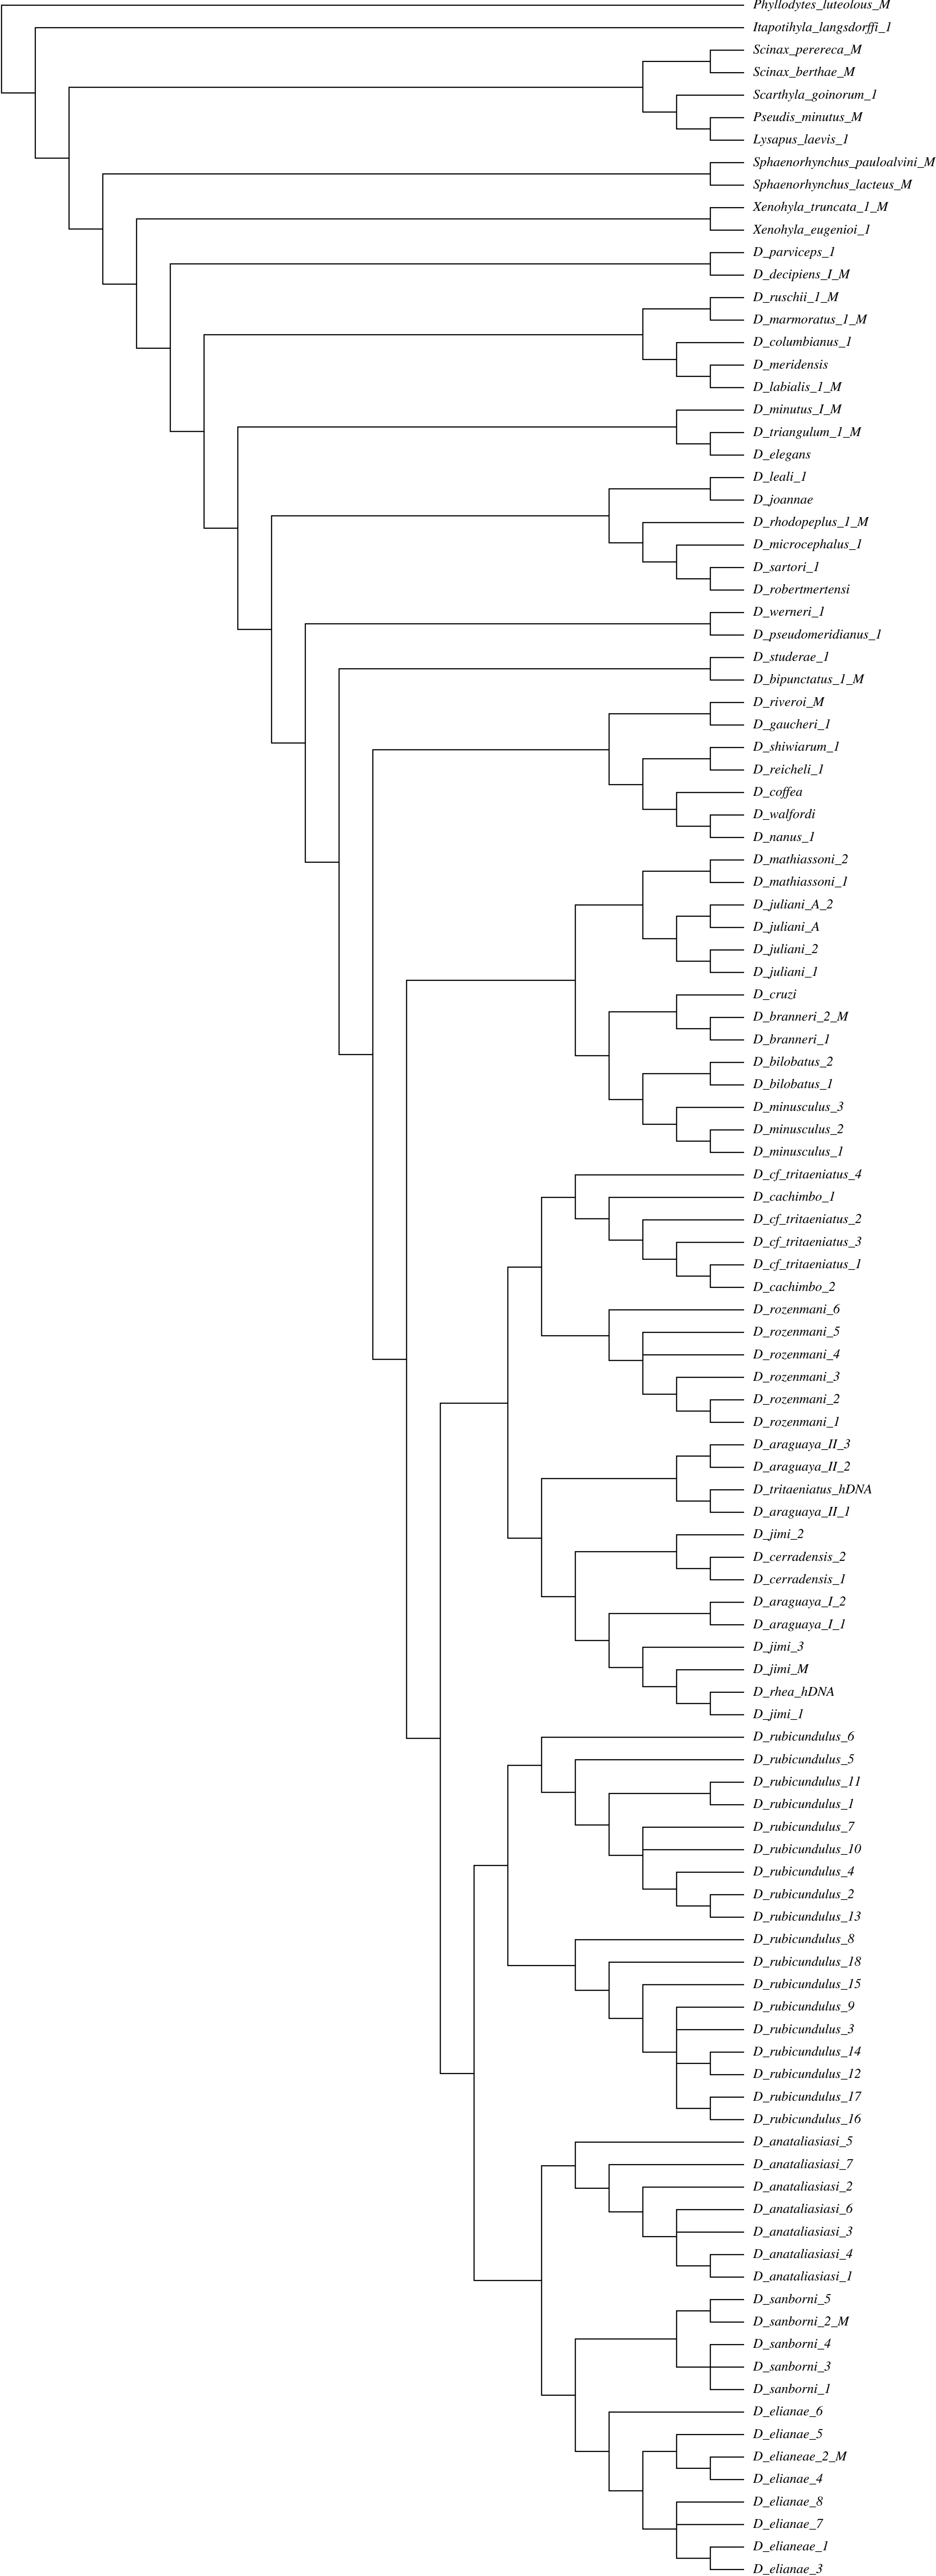 Phyllodytes_luteolous_M
Itapotihyla_langsdorffi_1
Scinax_perereca_M
Scinax_berthae_M
Scarthyla_goinorum_1
Pseudis_minutus_M
Lysapus_laevis_1
Sphaenorhynchus_pauloalvini_M
Sphaenorhynchus_lacteus_M
Xenohyla_truncata_1_M
Xenohyla_eugenioi_1
D_parviceps_1
D_decipiens_I_M
D_ruschii_1_M
D_marmoratus_1_M
D_columbianus_1
D_meridensis
D_labialis_1_M
D_minutus_I_M
D_triangulum_1_M
D_elegans
D_leali_1
D_joannae
D_rhodopeplus_1_M
D_microcephalus_1
D_sartori_1
D_robertmertensi
D_werneri_1
D_pseudomeridianus_1
D_studerae_1
D_bipunctatus_1_M
D_riveroi_M
D_gaucheri_1
D_shiwiarum_1
D_reicheli_1
D_coffea
D_walfordi
D_nanus_1
D_mathiassoni_2
D_mathiassoni_1
D_juliani_A_2
D_juliani_A
D_juliani_2
D_juliani_1
D_cruzi
D_branneri_2_M
D_branneri_1
D_bilobatus_2
D_bilobatus_1
D_minusculus_3
D_minusculus_2
D_minusculus_1
D_cf_tritaeniatus_4
D_cachimbo_1
D_cf_tritaeniatus_2
D_cf_tritaeniatus_3
D_cf_tritaeniatus_1
D_cachimbo_2
D_rozenmani_6
D_rozenmani_5
D_rozenmani_4
D_rozenmani_3
D_rozenmani_2
D_rozenmani_1
D_araguaya_II_3
D_araguaya_II_2
D_tritaeniatus_hDNA
D_araguaya_II_1
D_jimi_2
D_cerradensis_2
D_cerradensis_1
D_araguaya_I_2
D_araguaya_I_1
D_jimi_3
D_jimi_M
D_rhea_hDNA
D_jimi_1
D_rubicundulus_6
D_rubicundulus_5
D_rubicundulus_11
D_rubicundulus_1
D_rubicundulus_7
D_rubicundulus_10
D_rubicundulus_4
D_rubicundulus_2
D_rubicundulus_13
D_rubicundulus_8
D_rubicundulus_18
D_rubicundulus_15
D_rubicundulus_9
D_rubicundulus_3
D_rubicundulus_14
D_rubicundulus_12
D_rubicundulus_17
D_rubicundulus_16
D_anataliasiasi_5
D_anataliasiasi_7
D_anataliasiasi_2
D_anataliasiasi_6
D_anataliasiasi_3
D_anataliasiasi_4
D_anataliasiasi_1
D_sanborni_5
D_sanborni_2_M
D_sanborni_4
D_sanborni_3
D_sanborni_1
D_elianae_6
D_elianae_5
D_elianeae_2_M
D_elianae_4
D_elianae_8
D_elianae_7
D_elianeae_1
D_elianae_3